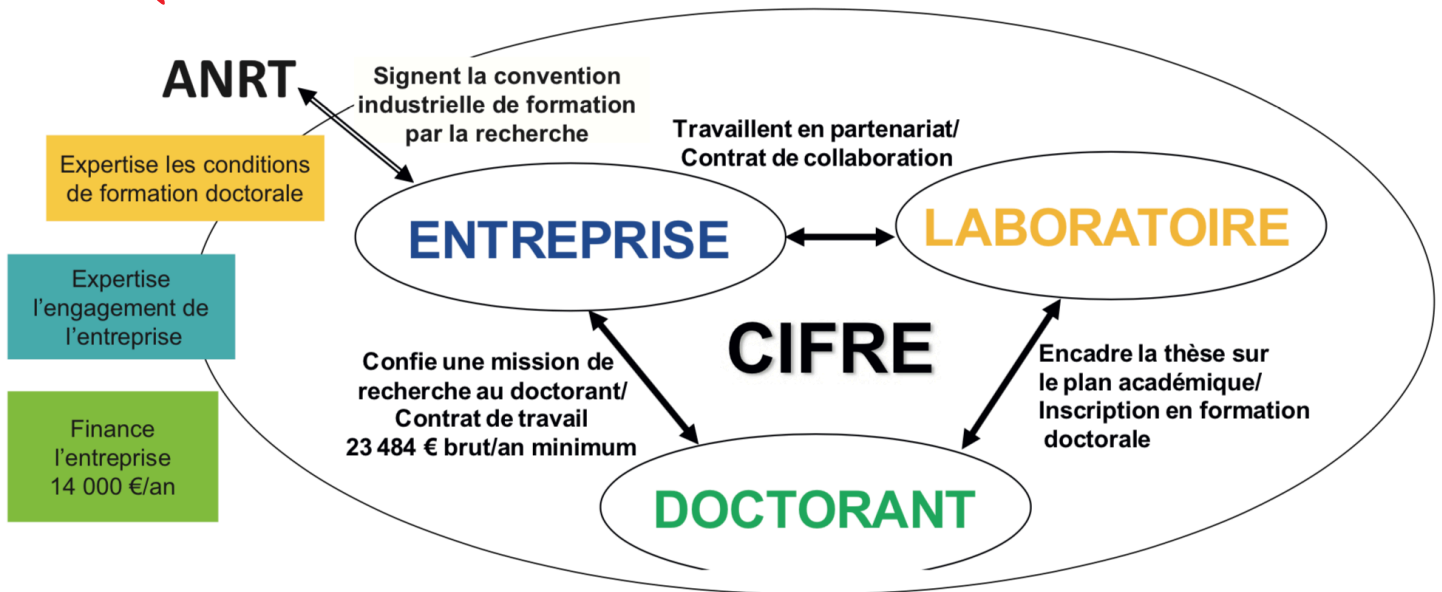 ANRT
Signent la convention
industrielle de formation
par la recherche
Travaillent en partenariat/
Contrat de collaboration
Expertise les conditions
de formation doctorale
ENTREPRISE
LABORATOIRE
Expertise
l'engagement de
l'entreprise
CIFRE
Confie une mission de
recherche au doctorant/
Contrat de travail
23 484 € brut/an minimum
Encadre la thèse sur
le plan académique/
Inscription en formation
doctorale
Finance
l'entreprise
14 000 €/an
DOCTORANT